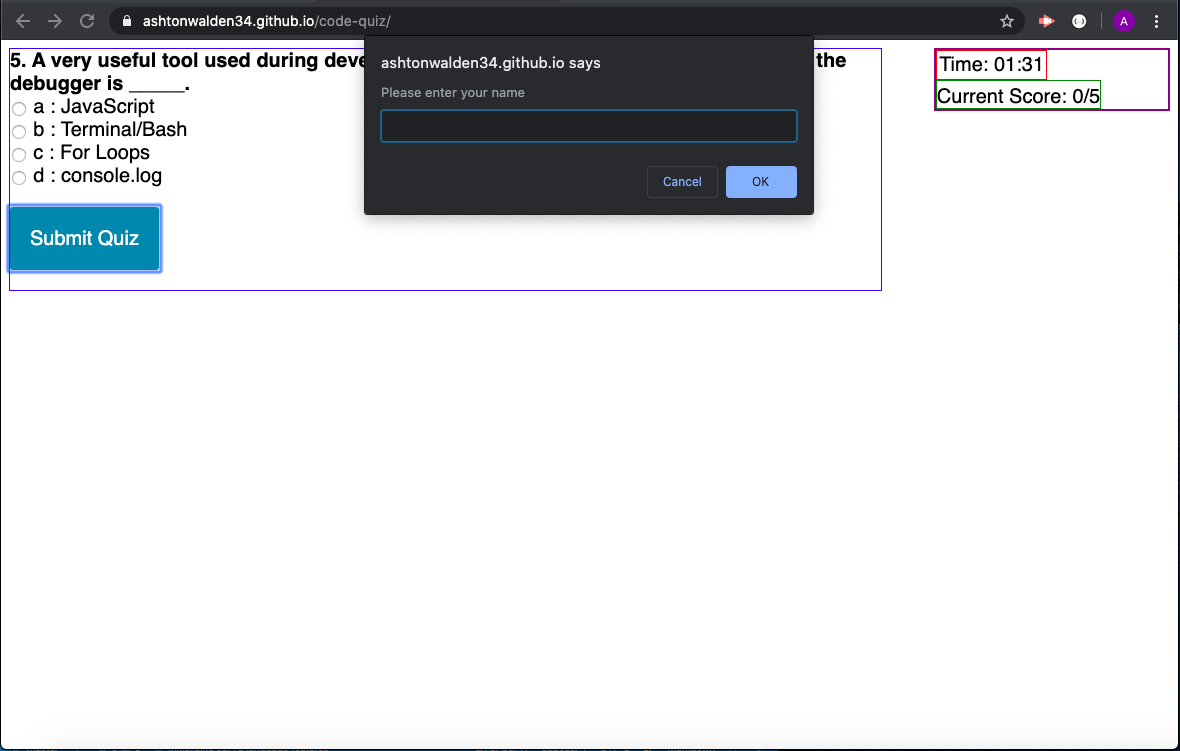 ashtonwalden34.github.io/code-quiz/
A
ashtonwalden34.github.io says
Please enter your name
Cancel
OK
5. A very useful tool used during deve the
debugger is _____.
a : JavaScript
b : Terminal/Bash
c : For Loops
d : console.log
Submit Quiz
Time: 01:31
Current Score: 0/5